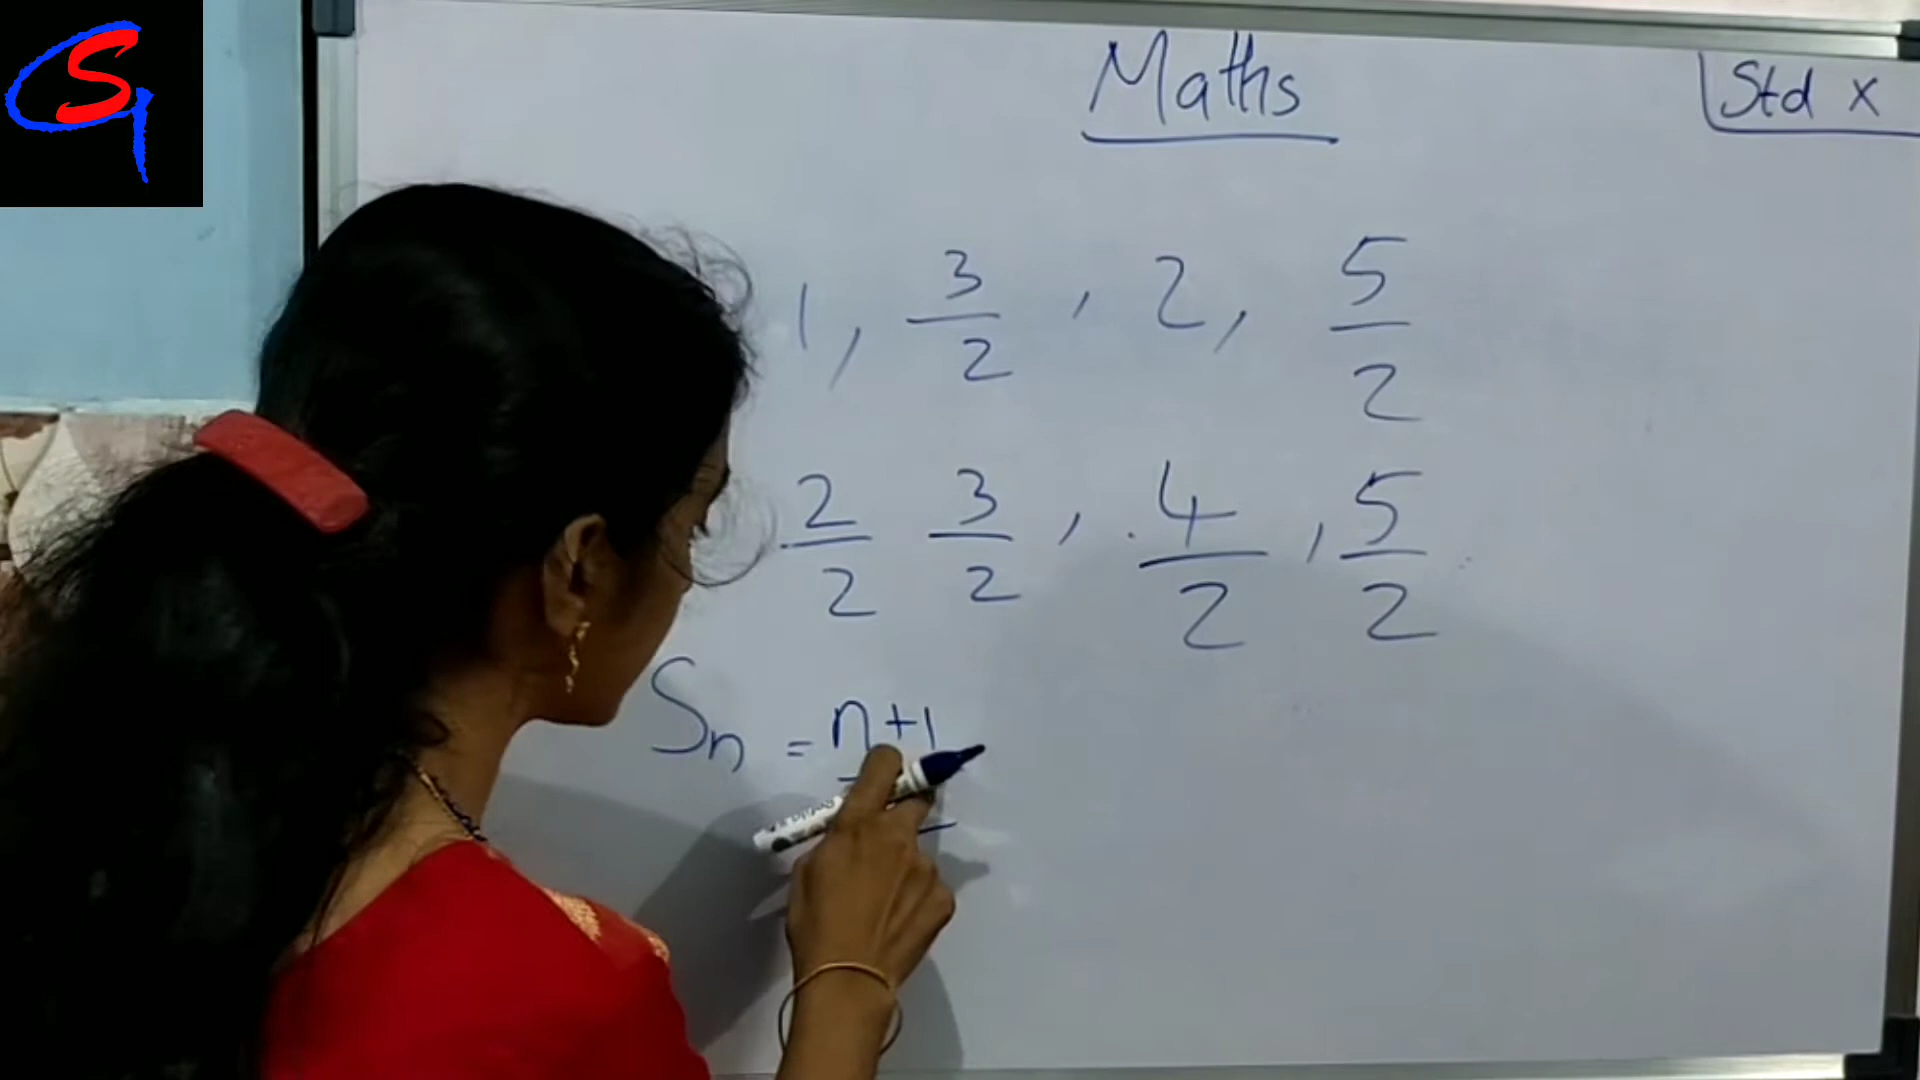 Maths
Std X
1, 3/2, 2, 5/2
2/2 3/2, 4/2, 5/2
Sn = n+1